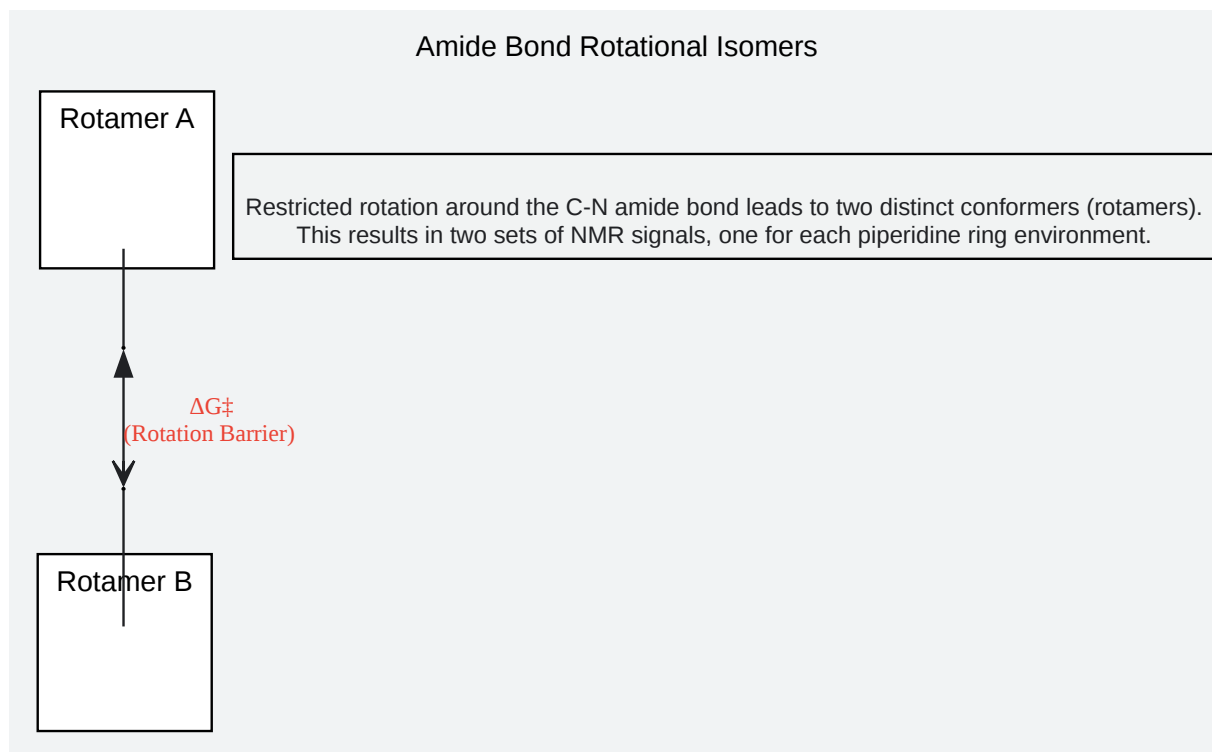 Amide Bond Rotational Isomers
Rotamer A
Restricted rotation around the C-N amide bond leads to two distinct conformers (rotamers).
This results in two sets of NMR signals, one for each piperidine ring environment.
ΔG‡
(Rotation Barrier)
Rotamer B